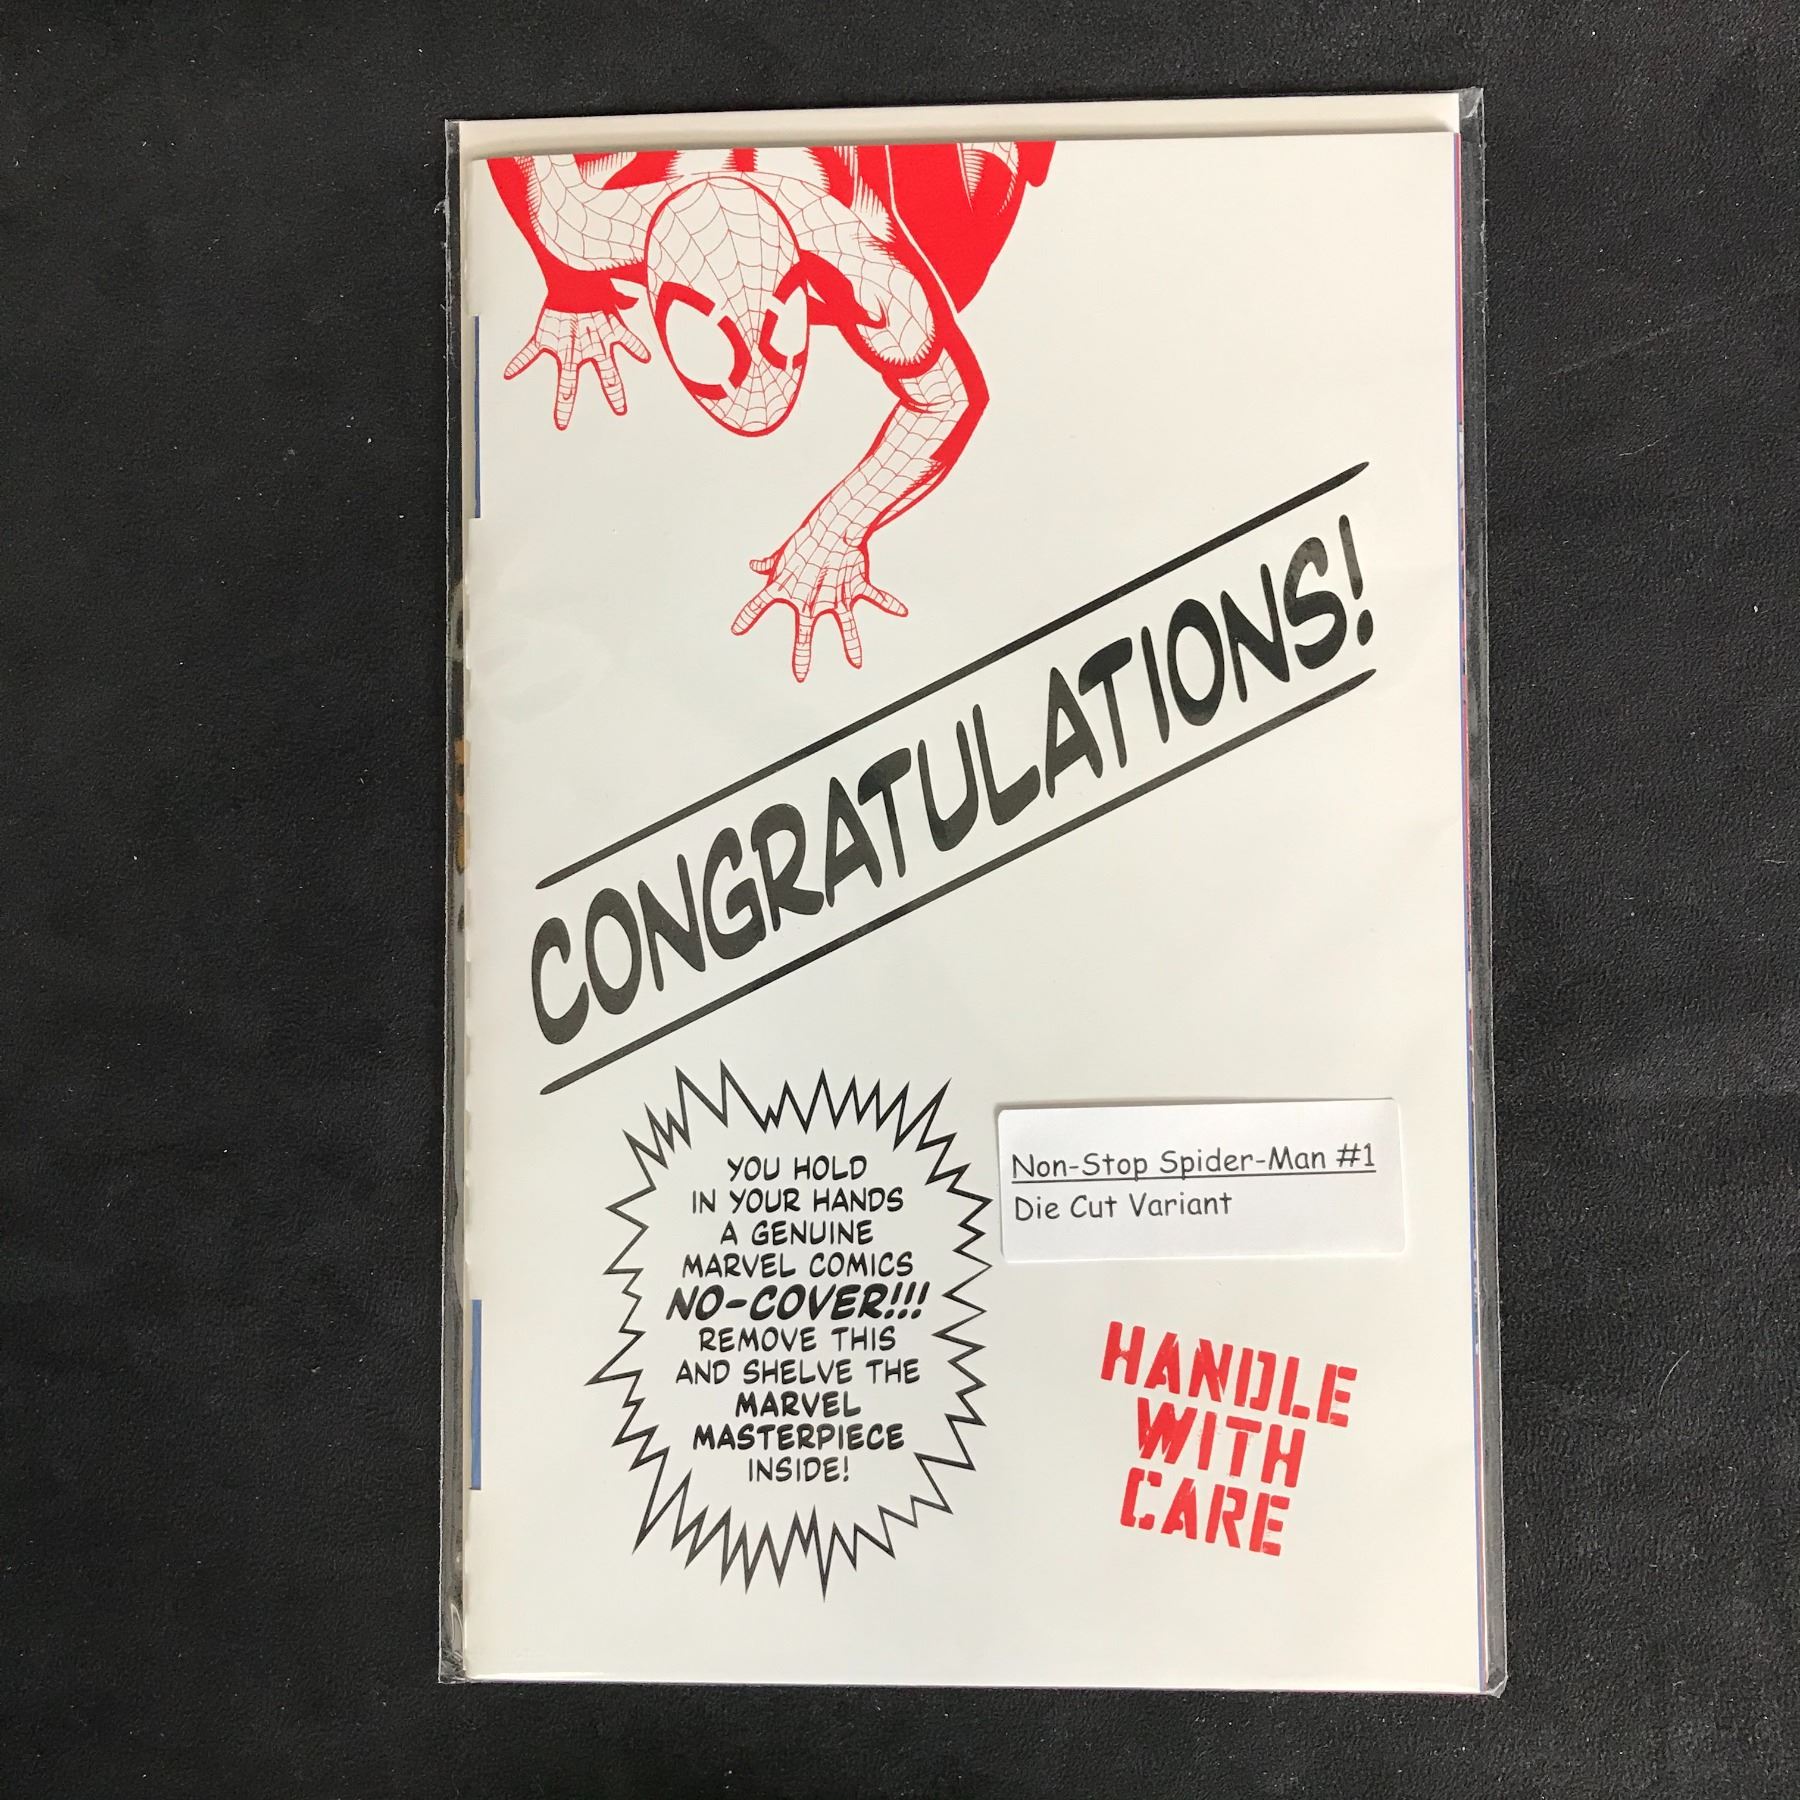 CONGRATULATIONS!
YOU HOLD
IN YOUR HANDS
A GENUINE
MARVEL COMICS
NO-COVER!!!
REMOVE THIS
AND SHELVE THE
MARVEL
MASTERPIECE
INSIDE!
Non-Stop Spider-Man #1
Die Cut Variant
HANDLE
WITH
CARE